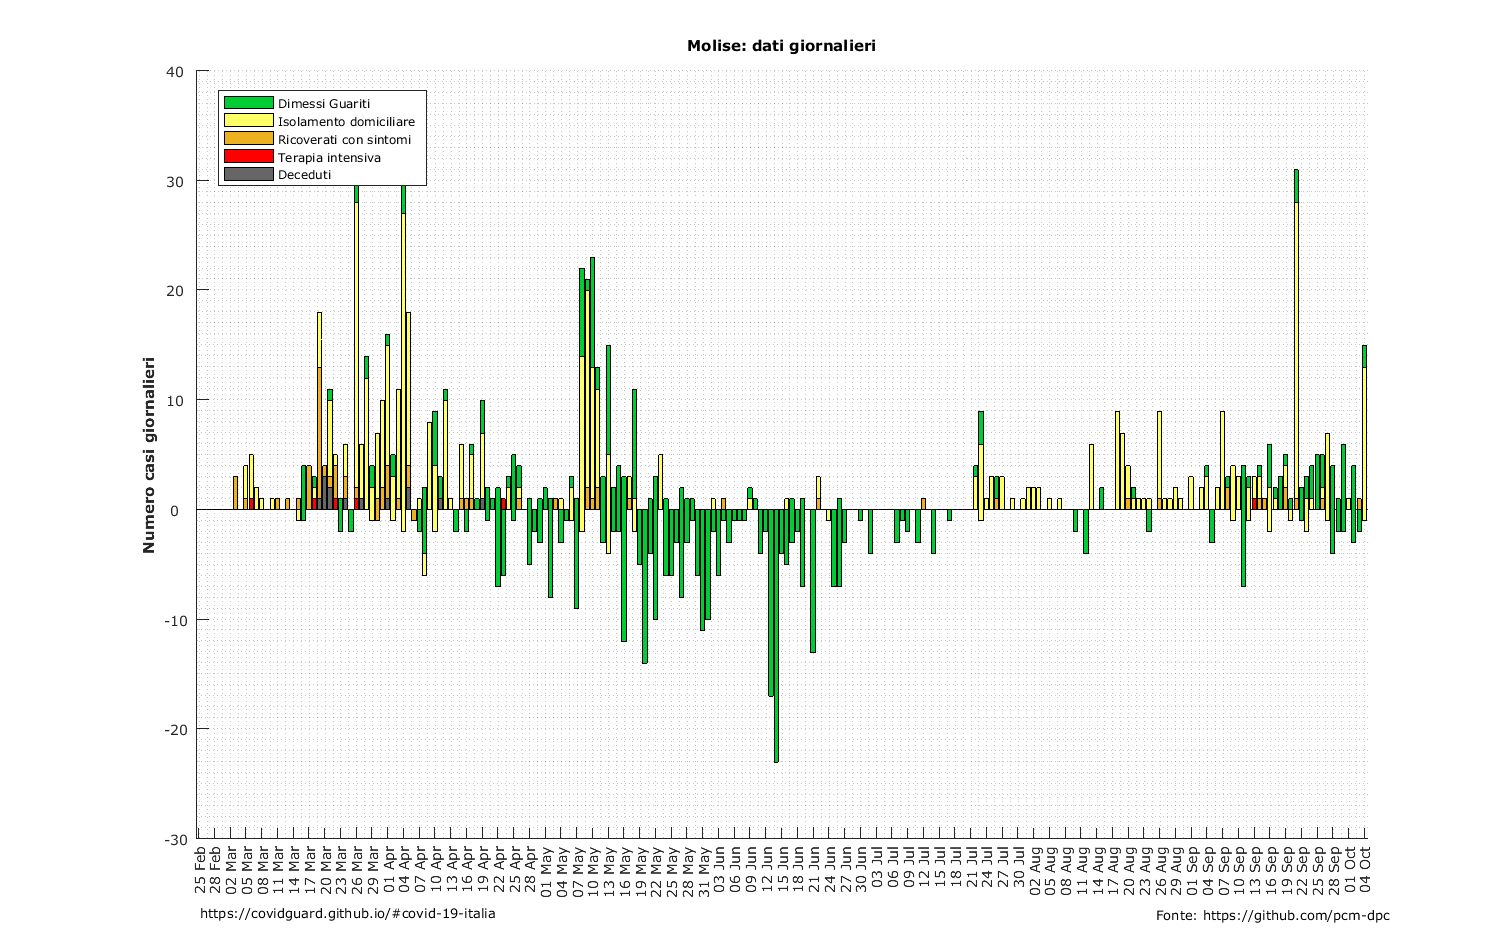 Molise: dati giornalieri
40
30
20
10
0
-10
-20
-30
Numero casi giornalieri
Dimessi Guariti
Isolamento domiciliare
Ricoverati con sintomi
Terapia intensiva
Deceduti
25 Feb
28 Feb
02 Mar
05 Mar
08 Mar
11 Mar
14 Mar
17 Mar
20 Mar
23 Mar
26 Mar
29 Mar
01 Apr
04 Apr
07 Apr
10 Apr
13 Apr
16 Apr
19 Apr
22 Apr
25 Apr
28 Apr
01 May
04 May
07 May
10 May
13 May
16 May
19 May
22 May
25 May
28 May
31 May
03 Jun
06 Jun
09 Jun
12 Jun
15 Jun
18 Jun
21 Jun
24 Jun
27 Jun
30 Jun
03 Jul
06 Jul
09 Jul
12 Jul
15 Jul
18 Jul
21 Jul
24 Jul
27 Jul
30 Jul
02 Aug
05 Aug
08 Aug
11 Aug
14 Aug
17 Aug
20 Aug
23 Aug
26 Aug
29 Aug
01 Sep
04 Sep
07 Sep
10 Sep
13 Sep
16 Sep
19 Sep
22 Sep
25 Sep
28 Sep
01 Oct
04 Oct
https://covidguard.github.io/#covid-19-italia
Fonte: https://github.com/pcm-dpc